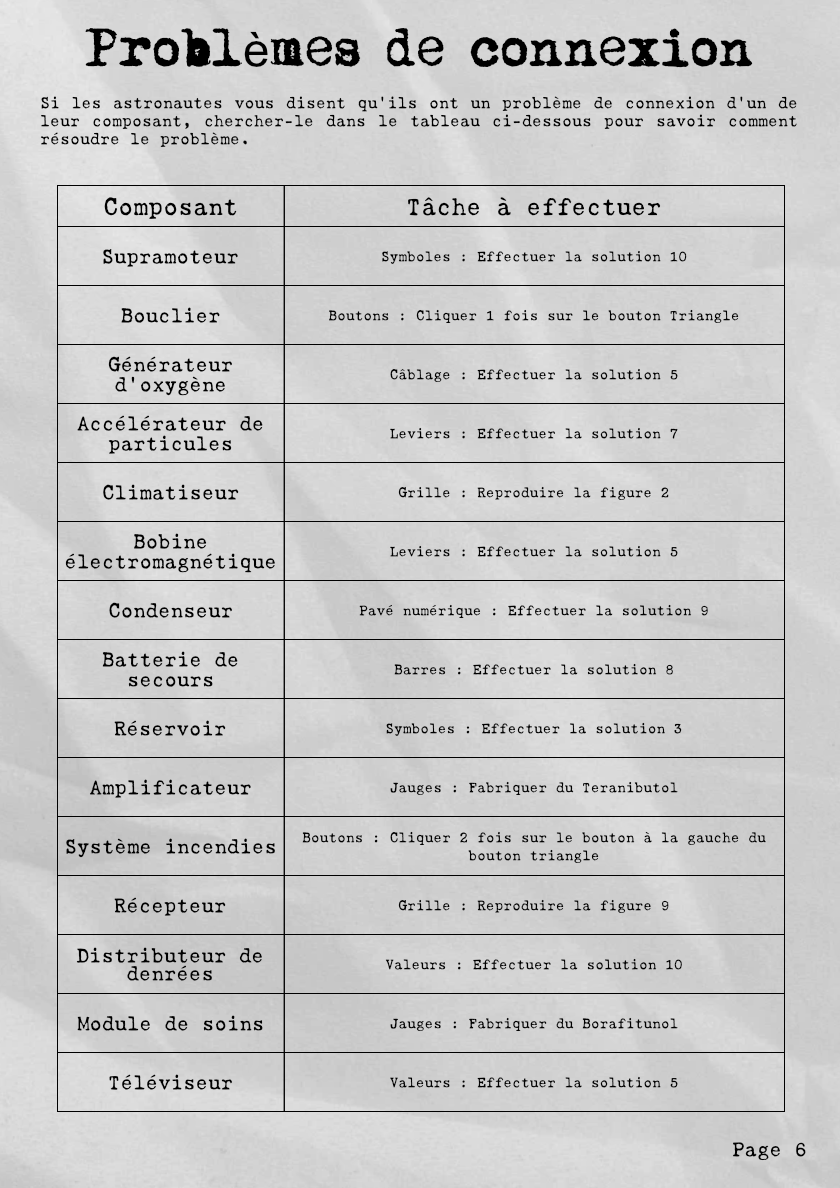 Problèmes de connexion
Si les astronautes vous disent qu'ils ont un problème de connexion d'un de
leur composant, chercher-le dans le tableau ci-dessous pour savoir comment
résoudre le problème.
Composant
Tâche à effectuer
Supramoteur
Symboles : Effectuer la solution 10
Bouclier
Boutons : Cliquer 1 fois sur le bouton Triangle
Générateur
d'oxygène
Câblage : Effectuer la solution 5
Accélérateur de
particules
Leviers : Effectuer la solution 7
Climatiseur
Grille : Reproduire la figure 2
Bobine
électromagnétique
Leviers : Effectuer la solution 5
Condenseur
Pavé numérique : Effectuer la solution 9
Batterie de
secours
Barres : Effectuer la solution 8
Réservoir
Symboles : Effectuer la solution 3
Amplificateur
Jauges : Fabriquer du Teranibutol
Système incendies
Boutons : Cliquer 2 fois sur le bouton à la gauche du
bouton triangle
Récepteur
Grille : Reproduire la figure 9
Distributeur de
denrées
Valeurs : Effectuer la solution 10
Module de soins
Jauges : Fabriquer du Borafitunol
Téléviseur
Valeurs : Effectuer la solution 5
Page 6